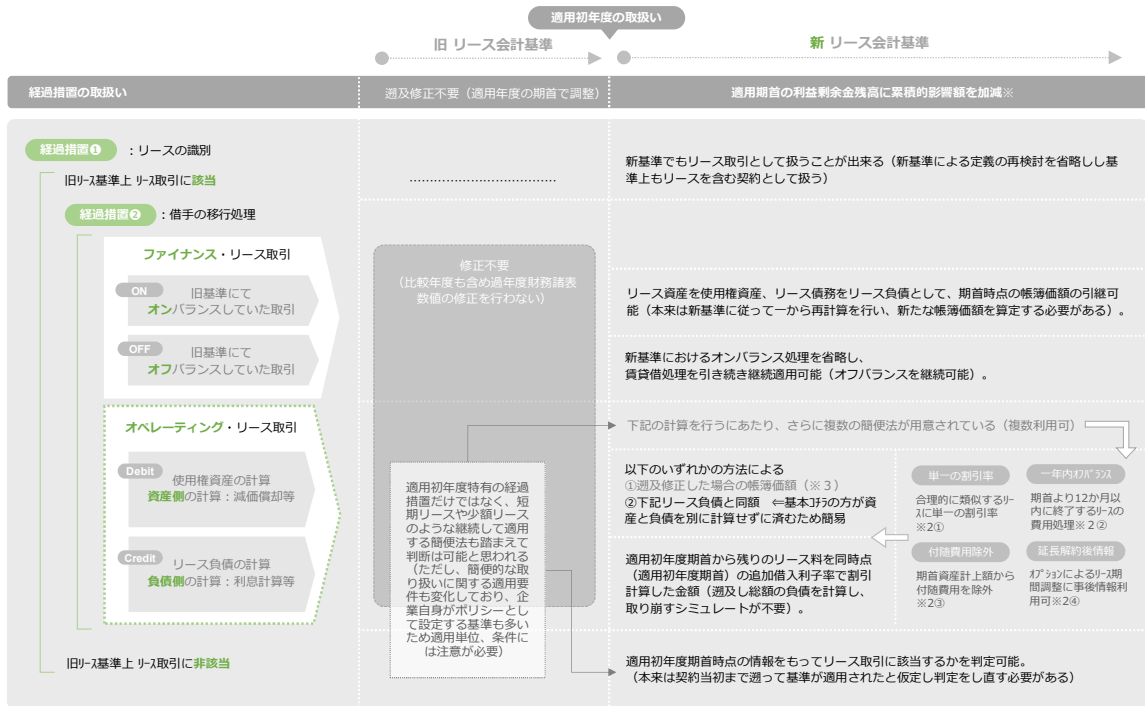 適用初年度の取扱い
旧 リース会計基準
新 リース会計基準
経過措置の取扱い
遡及修正不要（適用年度の期首で調整）
適用期首の利益剰余金残高に累積的影響額を加減※
経過措置❶ ：リースの識別
旧ﾘｰｽ基準上 ﾘｰｽ取引に該当
……………………………
新基準でもリース取引として扱うことが出来る（新基準による定義の再検討を省略しし基
準上もリースを含む契約として扱う）
経過措置❷ ：借手の移行処理
ファイナンス・リース取引
ON
旧基準にて
オンバランスしていた取引
OFF
旧基準にて
オフバランスしていた取引
修正不要
（比較年度も含め過年度財務諸表
数値の修正を行わない）
リース資産を使用権資産、リース債務をリース負債として、期首時点の帳簿価額の引継可
能（本来は新基準に従って一から再計算を行い、新たな帳簿価額を算定する必要がある）。
新基準におけるオンバランス処理を省略し、
賃貸借処理を引き続き継続適用可能（オフバランスを継続可能）。
オペレーティング・リース取引
Debit
使用権資産の計算
資産側の計算：減価償却等
Credit
リース負債の計算
負債側の計算：利息計算等
適用初年度特有の経過
措置だけではなく、短
期リースや少額リース
のような継続して適用
する簡便法も踏まえて
判断は可能と思われる
（ただし、簡便的な取
り扱いに関する適用要
件も変化しており、企
業自身がポリシーとして
設定する基準も多い
ため適用単位、条件に
は注意が必要）
下記の計算を行うにあたり、さらに複数の簡便法が用意されている（複数利用可）
以下のいずれかの方法による
①遡及修正した場合の帳簿価額（※３）
②下記リース負債と同額 ⇐基本ｺﾁﾗの方が資
産と負債を別に計算せずに済むため簡易
適用初年度期首から残りのリース料を同時点
（適用初年度期首）の追加借入利子率で割引
計算した金額（遡及し総額の負債を計算し、
取り崩すシミュレートが不要）。
単一の割引率
合理的に類似するﾘｰ
ｽに単一の割引率
※2①
一年内ｵﾌﾊﾞﾗﾝｽ
期首より12か月以
内に終了するﾘｰｽの
費用処理※２②
付随費用除外
期首資産計上額から
付随費用を除外
※2③
延長解約後情報
ｵﾌﾟｼｮﾝによるﾘｰｽ期
間調整に事後情報利
用可※2④
旧ﾘｰｽ基準上 ﾘｰｽ取引に非該当
適用初年度期首時点の情報をもってリース取引に該当するかを判定可能。
（本来は契約当初まで遡って基準が適用されたと仮定し判定をし直す必要がある）